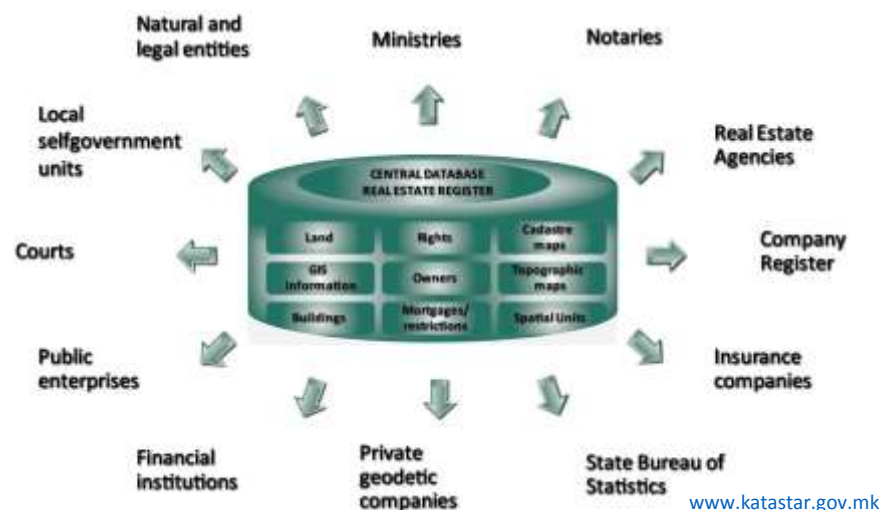 Natural and
legal entities
Ministries
Notaries
Local
selfgovernment
units
Real Estate
Agencies
CENTRAL DATABASE
REAL ESTATE REGISTER
Land
Rights
Cadastre
maps
Courts
Company
Register
GIS
Information
Owners
Topographic
maps
Buildings
Mortgages/
restrictions
Spatial Units
Public
enterprises
Insurance
companies
Financial
institutions
Private
geodetic
companies
State Bureau of
Statistics
www.katastar.gov.mk